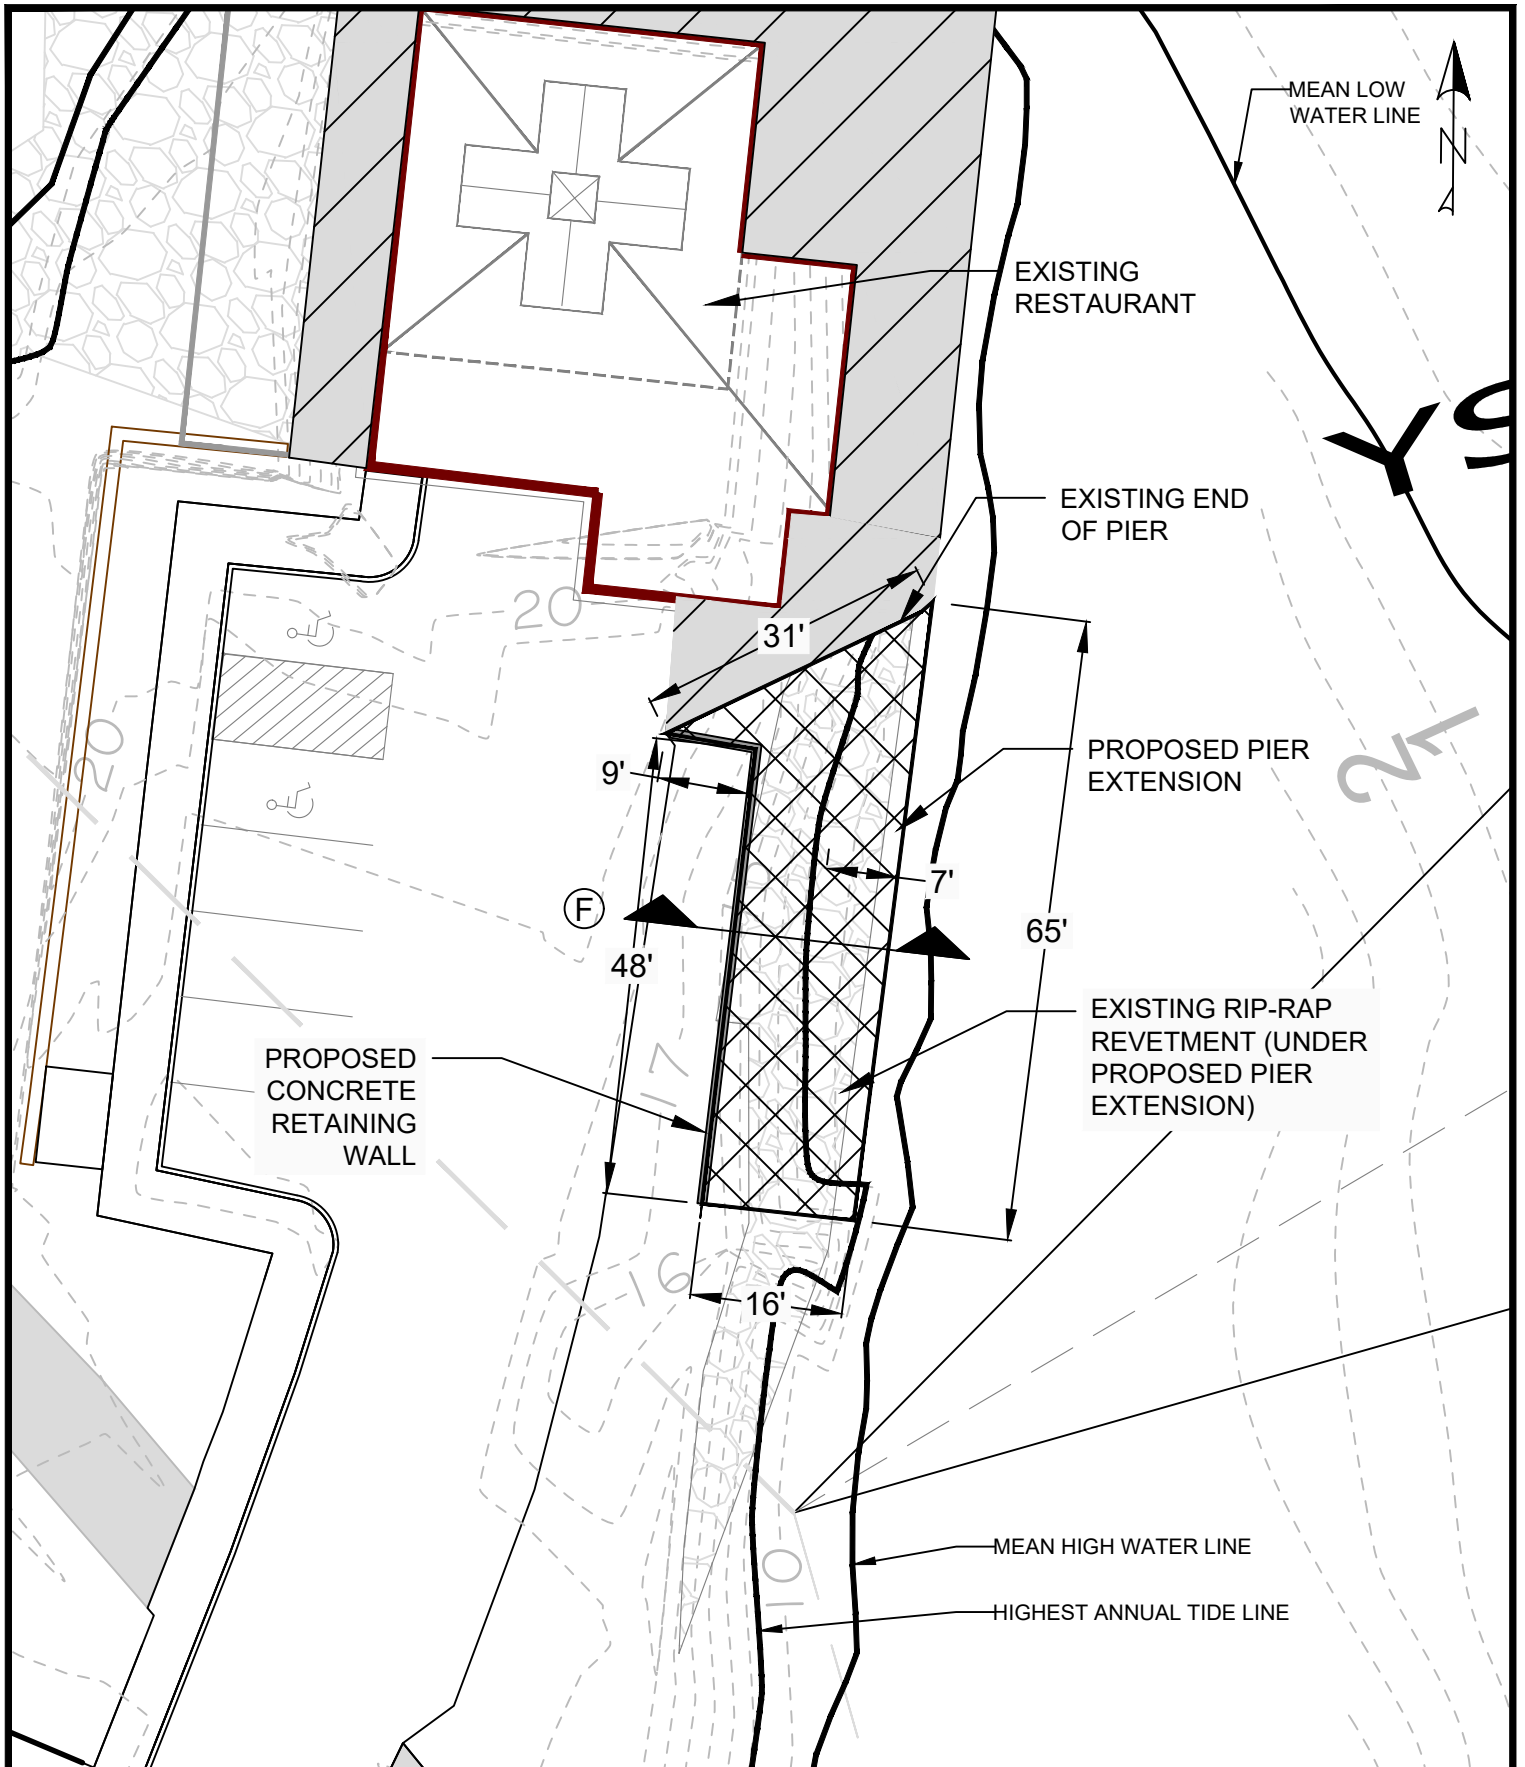 MEAN LOW
WATER LINE
N
EXISTING
RESTAURANT
YS
EXISTING END
OF PIER
20
31'
20
PROPOSED PIER
EXTENSION
9'
7'
F
65'
48'
EXISTING RIP-RAP
REVETMENT (UNDER
PROPOSED PIER
EXTENSION)
PROPOSED
CONCRETE
RETAINING
WALL
17
16
16'
10
MEAN HIGH WATER LINE
HIGHEST ANNUAL TIDE LINE